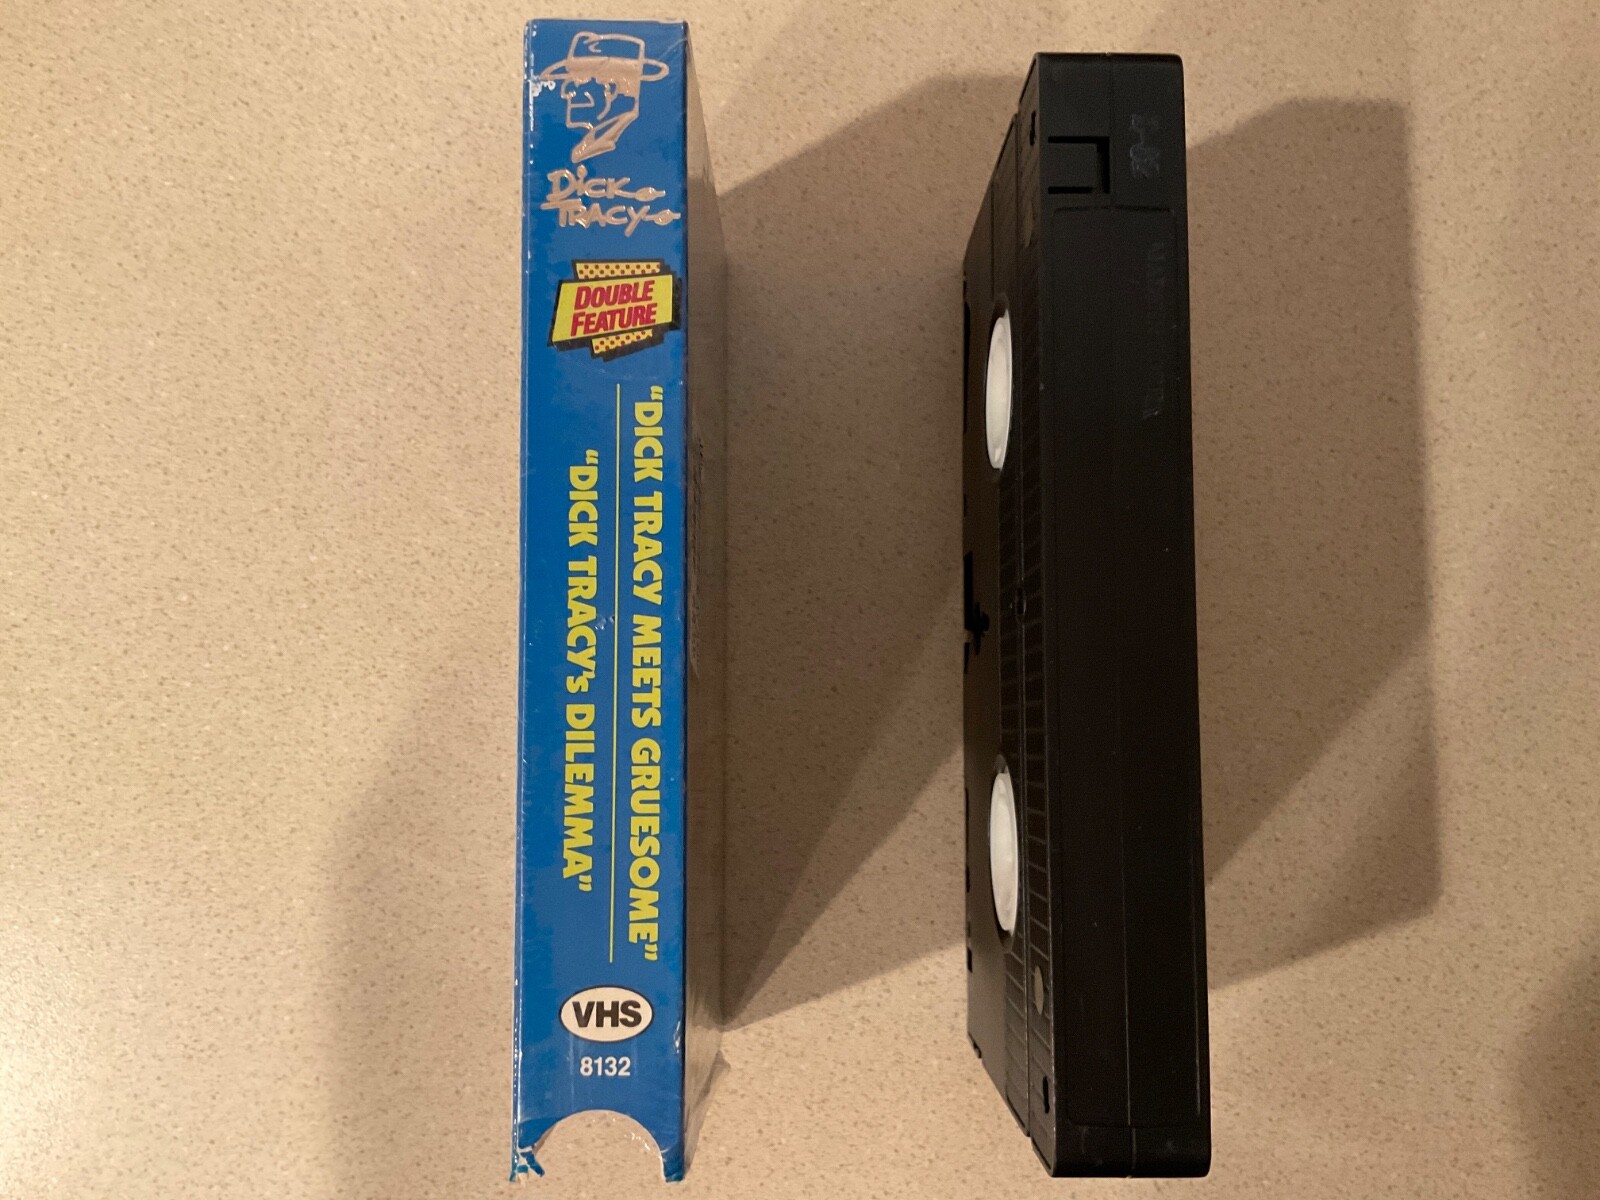 DICK
TRACY
DOUBLE
FEATURE
"DICK TRACY MEETS GRUESOME"
"DICK TRACY's DILEMMA"
VHS
8132